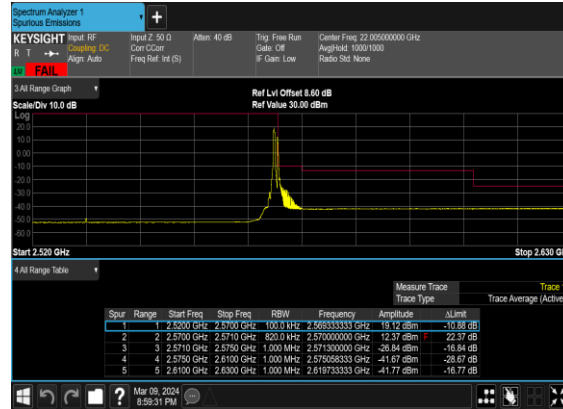 Spectrum Analyzer 1
Spurious Emissions
KEYSIGHT Input: RF Input Z: 50 Ω Atten: 40 dB Trig: Free Run Center Freq: 22.005000000 GHz
R T Coupling: DC Corr CCorr Gate: Off Avg|Hold: 1000/1000
Align: Auto Freq Ref: Int (S) IF Gain: Low Radio Std: None
FAIL
3 All Range Graph
Ref Lvl Offset 8.60 dB
Scale/Div 10.0 dB Ref Value 30.00 dBm
Log
20.0
10.0
0.00
-10.0
-20.0
-30.0
-40.0
-50.0
-60.0
Start 2.520 GHz Stop 2.630 G
4 All Range Table
Measure Trace Trace
Trace Type Trace Average (Active
Spur Range Start Freq Stop Freq RBW Frequency Amplitude ΔLimit
1 1 2.5200 GHz 2.5700 GHz 100.0 kHz 2.569333333 GHz 19.12 dBm -10.88 dB
2 2 2.5700 GHz 2.5710 GHz 820.0 kHz 2.570000000 GHz 12.37 dBm F 22.37 dB
3 3 2.5710 GHz 2.5750 GHz 1.000 MHz 2.571300000 GHz -26.84 dBm -16.84 dB
4 4 2.5750 GHz 2.6100 GHz 1.000 MHz 2.575058333 GHz -41.67 dBm -28.67 dB
5 5 2.6100 GHz 2.6300 GHz 1.000 MHz 2.619733333 GHz -41.77 dBm -16.77 dB
? Mar 09, 2024
8:59:31 PM